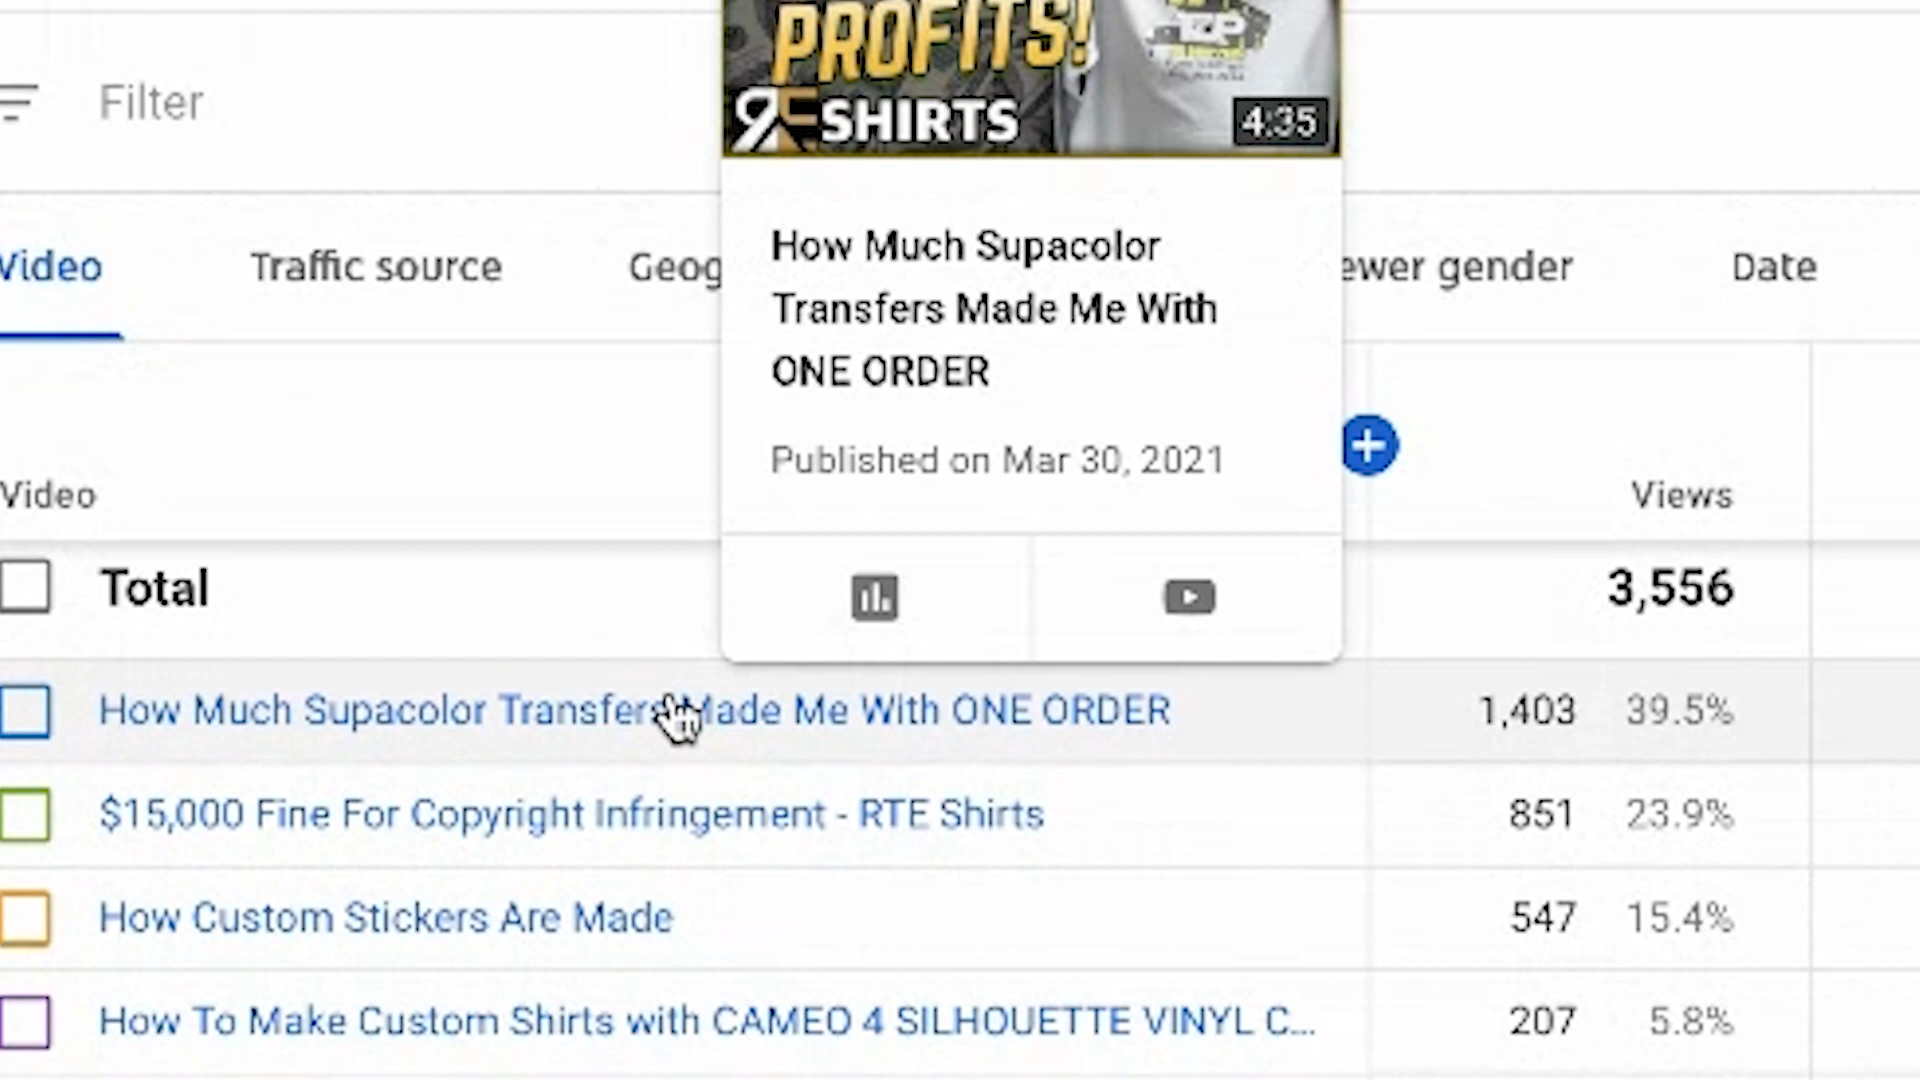 PROFITS!
SHIRTS
4:35
Filter
Video
Traffic source
Geog
ewer gender
Date
How Much Supacolor
Transfers Made Me With
ONE ORDER
Published on Mar 30, 2021
Video
Views
Total
3,556
How Much Supacolor Transfers Made Me With ONE ORDER
1,403 39.5%
$15,000 Fine For Copyright Infringement - RTE Shirts
851 23.9%
How Custom Stickers Are Made
547 15.4%
How To Make Custom Shirts with CAMEO 4 SILHOUETTE VINYL C...
207 5.8%